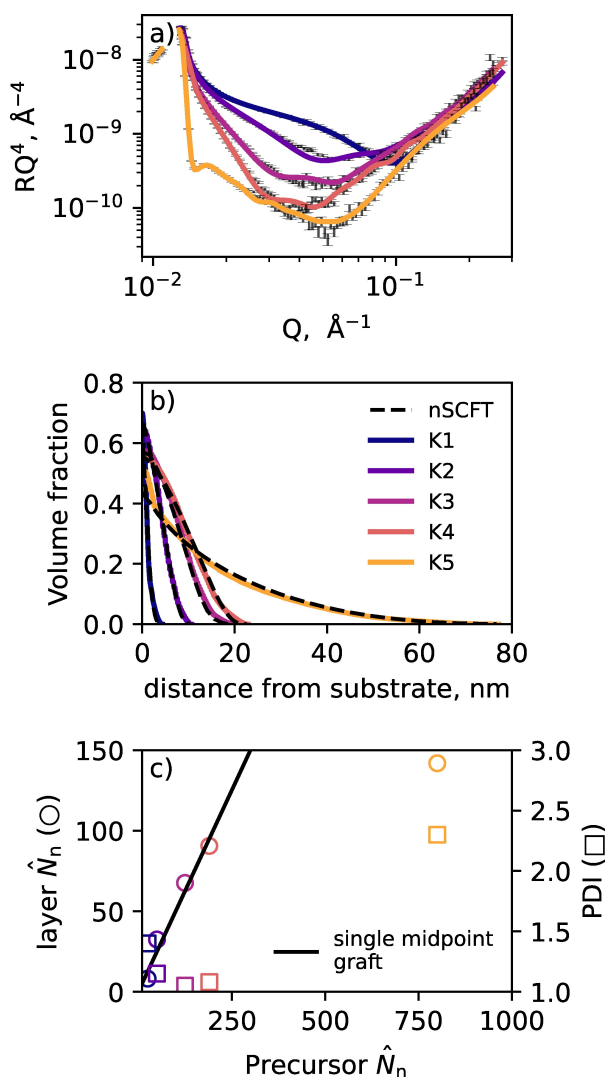 a)
10⁻⁸
10⁻⁹
10⁻¹⁰
RQ⁴, Å⁻⁴
10⁻²
10⁻¹
Q, Å⁻¹
b)
0.8
0.6
0.4
0.2
0.0
Volume fraction
nSCFT
K1
K2
K3
K4
K5
0 20 40 60 80
distance from substrate, nm
c)
150
100
50
0
layer N̂ₙ (○)
3.0
2.5
2.0
1.5
1.0
PDI (□)
single midpoint
graft
250 500 750 1000
Precursor N̂ₙ